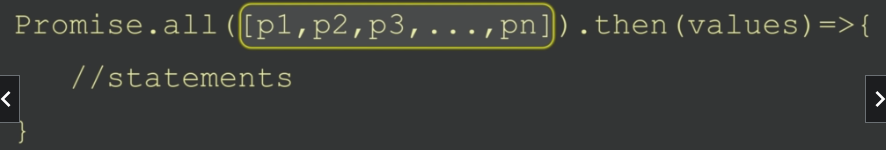 Promise.all([p1,p2,p3,...,pn]).then(values)=>{
//statements
}